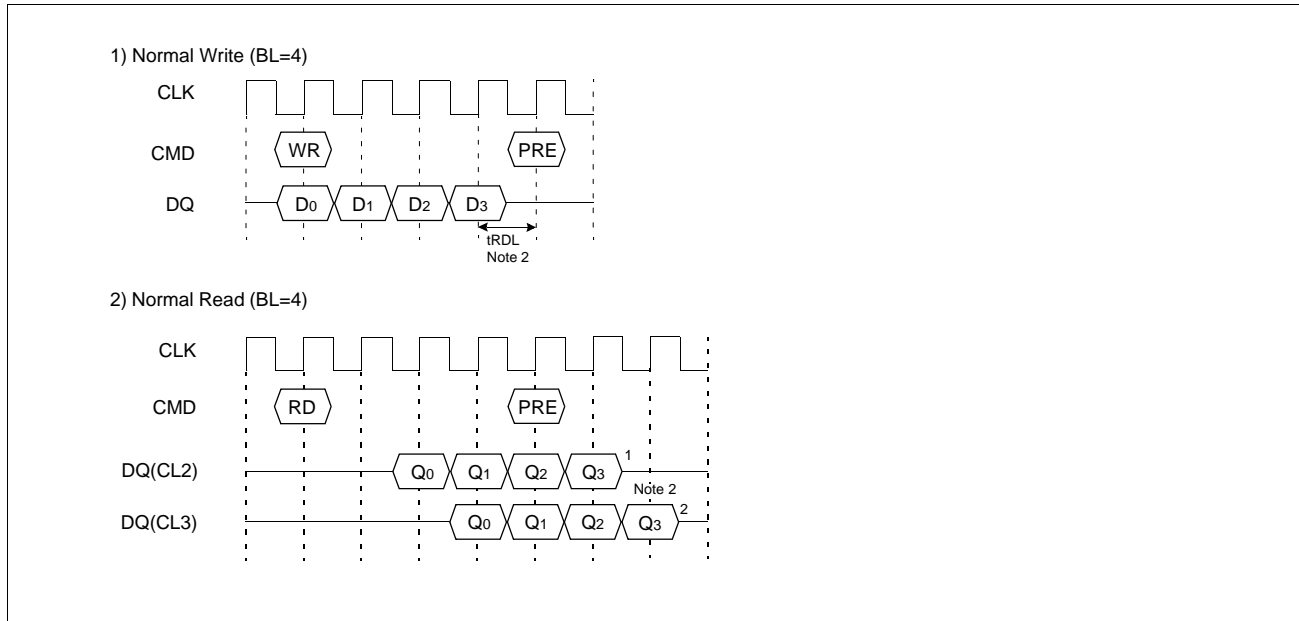 1) Normal Write (BL=4)
CLK
CMD WR PRE
DQ D0 D1 D2 D3
tRDL
Note 2
2) Normal Read (BL=4)
CLK
CMD RD PRE
DQ(CL2) Q0 Q1 Q2 Q3 1
Note 2
DQ(CL3) Q0 Q1 Q2 Q3 2